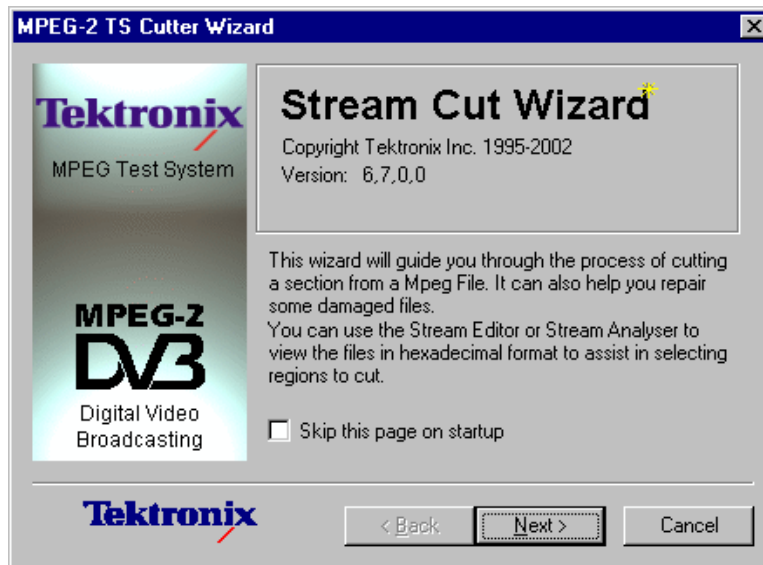 MPEG-2 TS Cutter Wizard
Tektronix
MPEG Test System
MPEG-2
DVB
Digital Video
Broadcasting
Stream Cut Wizard
Copyright Tektronix Inc. 1995-2002
Version: 6,7,0,0
This wizard will guide you through the process of cutting
a section from a Mpeg File. It can also help you repair
some damaged files.
You can use the Stream Editor or Stream Analyser to
view the files in hexadecimal format to assist in selecting
regions to cut.
Skip this page on startup
Tektronix
< Back
Next >
Cancel